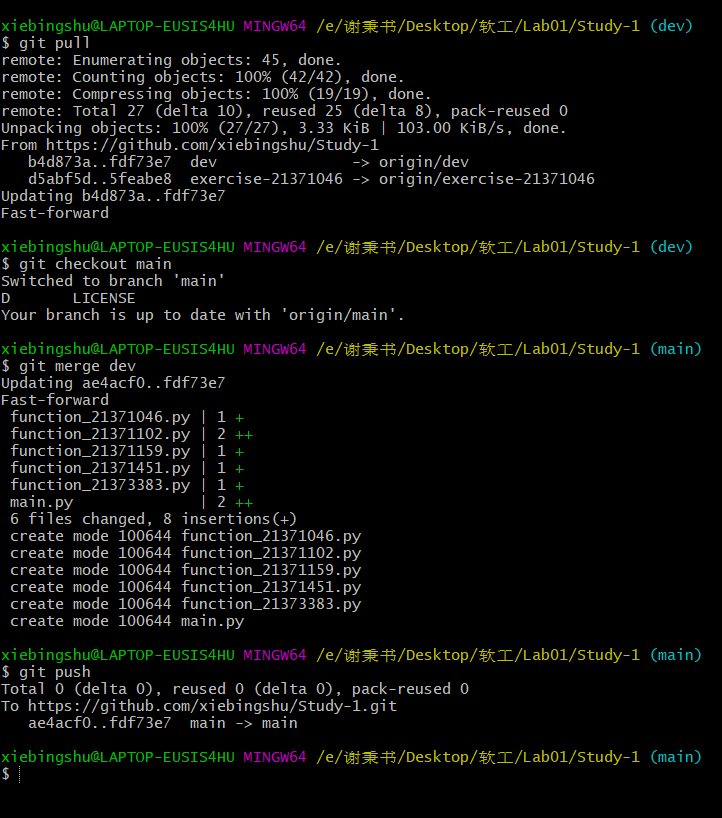 xiebingshu@LAPTOP-EUSIS4HU MINGW64 /e/谢秉书/Desktop/软工/Lab01/Study-1 (dev)
$ git pull
remote: Enumerating objects: 45, done.
remote: Counting objects: 100% (42/42), done.
remote: Compressing objects: 100% (19/19), done.
remote: Total 27 (delta 10), reused 25 (delta 8), pack-reused 0
Unpacking objects: 100% (27/27), 3.33 KiB | 103.00 KiB/s, done.
From https://github.com/xiebingshu/Study-1
   b4d873a..fdf73e7  dev               -> origin/dev
   d5abf5d..5feabe8  exercise-21371046 -> origin/exercise-21371046
Updating b4d873a..fdf73e7
Fast-forward
xiebingshu@LAPTOP-EUSIS4HU MINGW64 /e/谢秉书/Desktop/软工/Lab01/Study-1 (dev)
$ git checkout main
Switched to branch 'main'
D       LICENSE
Your branch is up to date with 'origin/main'.
xiebingshu@LAPTOP-EUSIS4HU MINGW64 /e/谢秉书/Desktop/软工/Lab01/Study-1 (main)
$ git merge dev
Updating ae4acf0..fdf73e7
Fast-forward
 function_21371046.py | 1 +
 function_21371102.py | 2 ++
 function_21371159.py | 1 +
 function_21371451.py | 1 +
 function_21373383.py | 1 +
 main.py              | 2 ++
 6 files changed, 8 insertions(+)
 create mode 100644 function_21371046.py
 create mode 100644 function_21371102.py
 create mode 100644 function_21371159.py
 create mode 100644 function_21371451.py
 create mode 100644 function_21373383.py
 create mode 100644 main.py
xiebingshu@LAPTOP-EUSIS4HU MINGW64 /e/谢秉书/Desktop/软工/Lab01/Study-1 (main)
$ git push
Total 0 (delta 0), reused 0 (delta 0), pack-reused 0
To https://github.com/xiebingshu/Study-1.git
   ae4acf0..fdf73e7  main -> main
xiebingshu@LAPTOP-EUSIS4HU MINGW64 /e/谢秉书/Desktop/软工/Lab01/Study-1 (main)
$